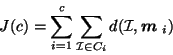 J(c) = \sum_{i=1}^{c} \sum_{\mathcal{I} \in C_i} d(\mathcal{I}, \boldsymbol{m}_i)